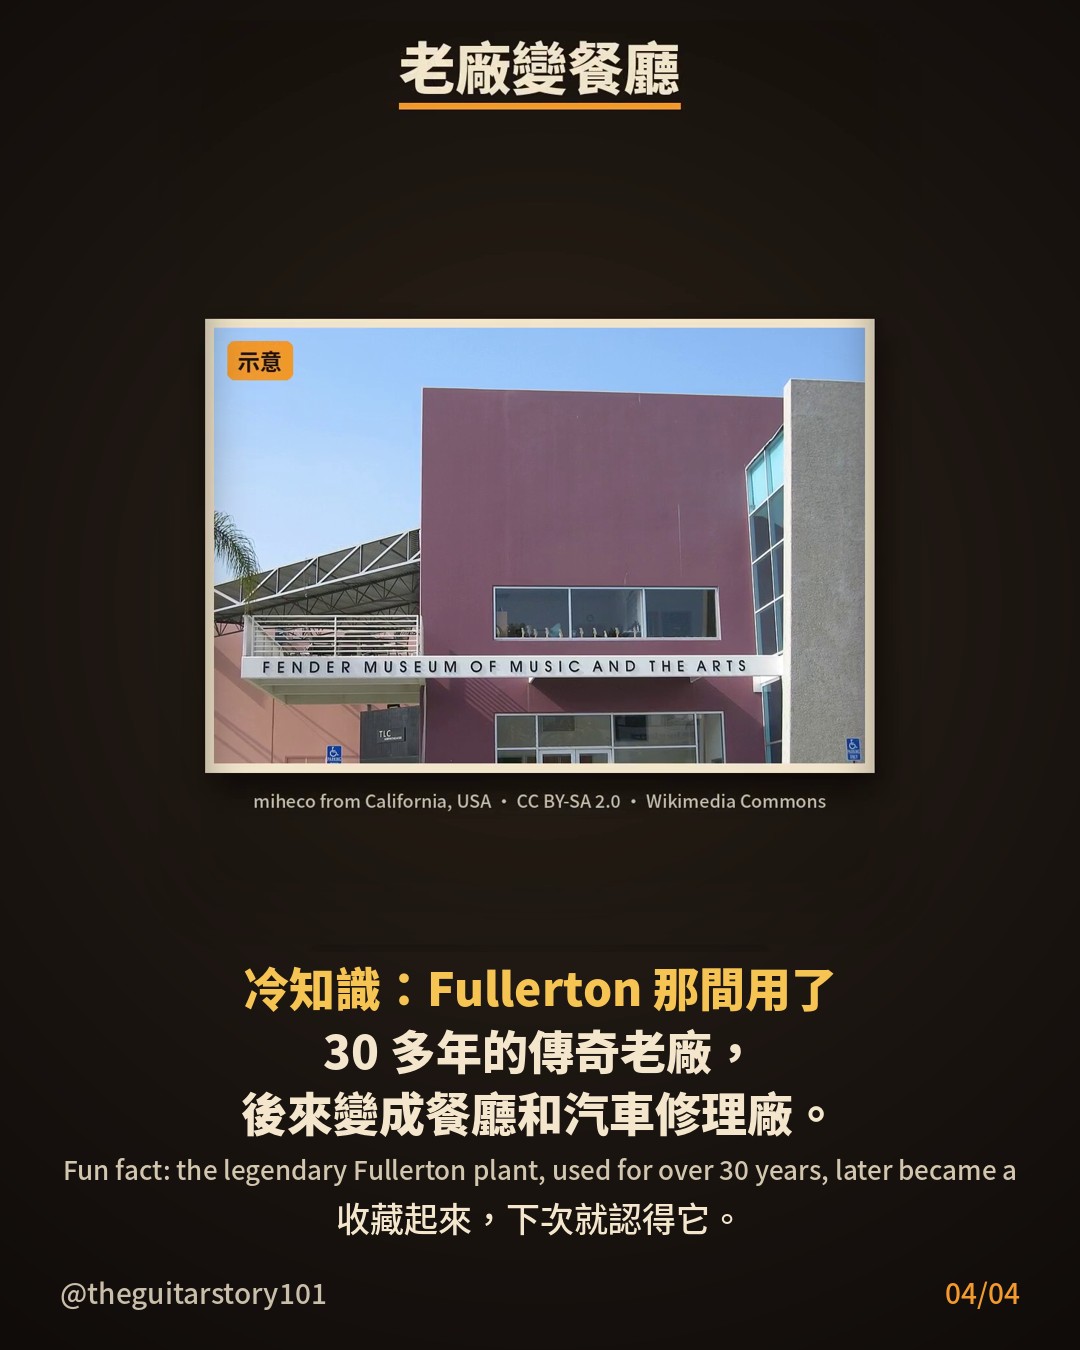 老廠變餐廳
示意
FENDER MUSEUM OF MUSIC AND THE ARTS
TLC
miheco from California, USA • CC BY-SA 2.0 • Wikimedia Commons
冷知識：Fullerton 那間用了
30 多年的傳奇老廠，
後來變成餐廳和汽車修理廠。
Fun fact: the legendary Fullerton plant, used for over 30 years, later became a
收藏起來，下次就認得它。
@theguitarstory101
04/04